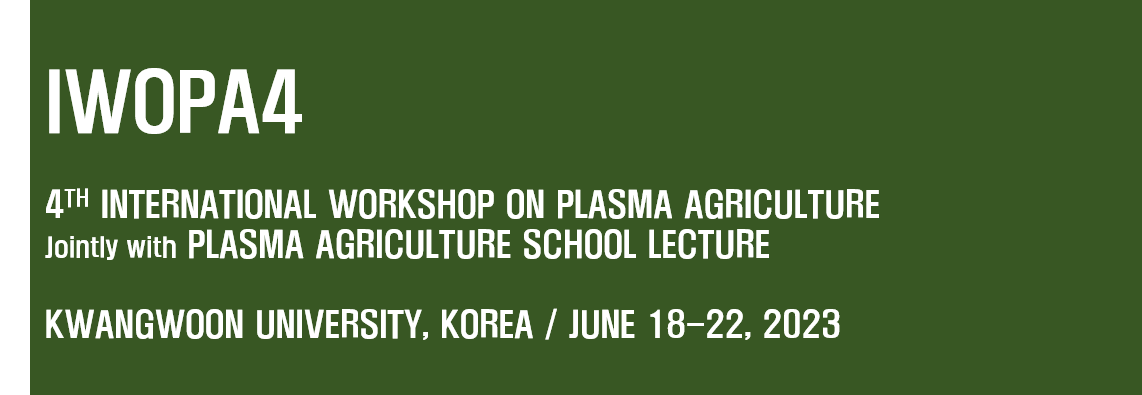 IWOPA4
4TH INTERNATIONAL WORKSHOP ON PLASMA AGRICULTURE
Jointly with PLASMA AGRICULTURE SCHOOL LECTURE
KWANGWOON UNIVERSITY, KOREA / JUNE 18–22, 2023